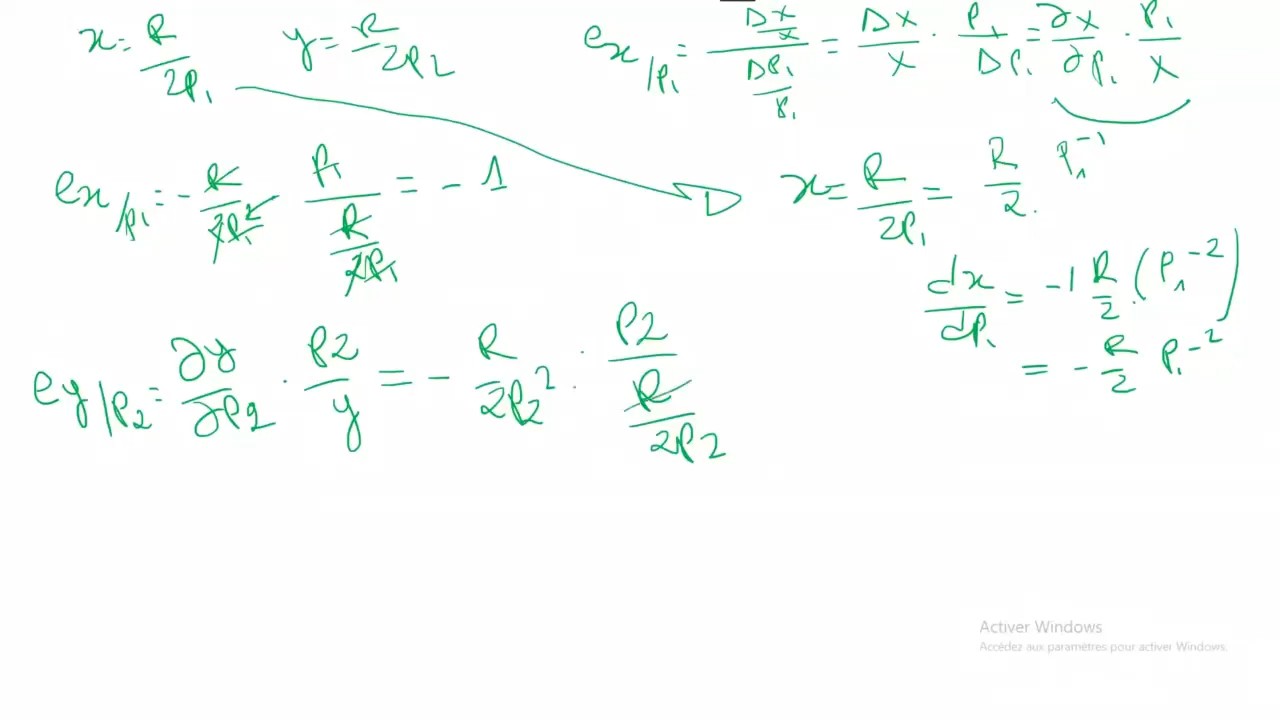 x = R/2P₁   y = R/2P₂   ex/p₁ = (Δx/x)/(ΔP₁/P₁) = Δx/x · P₁/ΔP₁ = ∂x/∂P₁ · P₁/x
ex/p₁ = - R/2P₁² P₁/(R/2P₁) = - 1   x = R/2P₁ = R/2 · P₁⁻¹
dx/dP₁ = -1 R/2 · (P₁⁻²)
= - R/2 P₁⁻²
ey/P₂ = ∂y/∂P₂ · P₂/y = - R/2P₂² · P₂/(R/2P₂)
Activer Windows
Accédez aux paramètres pour activer Windows.